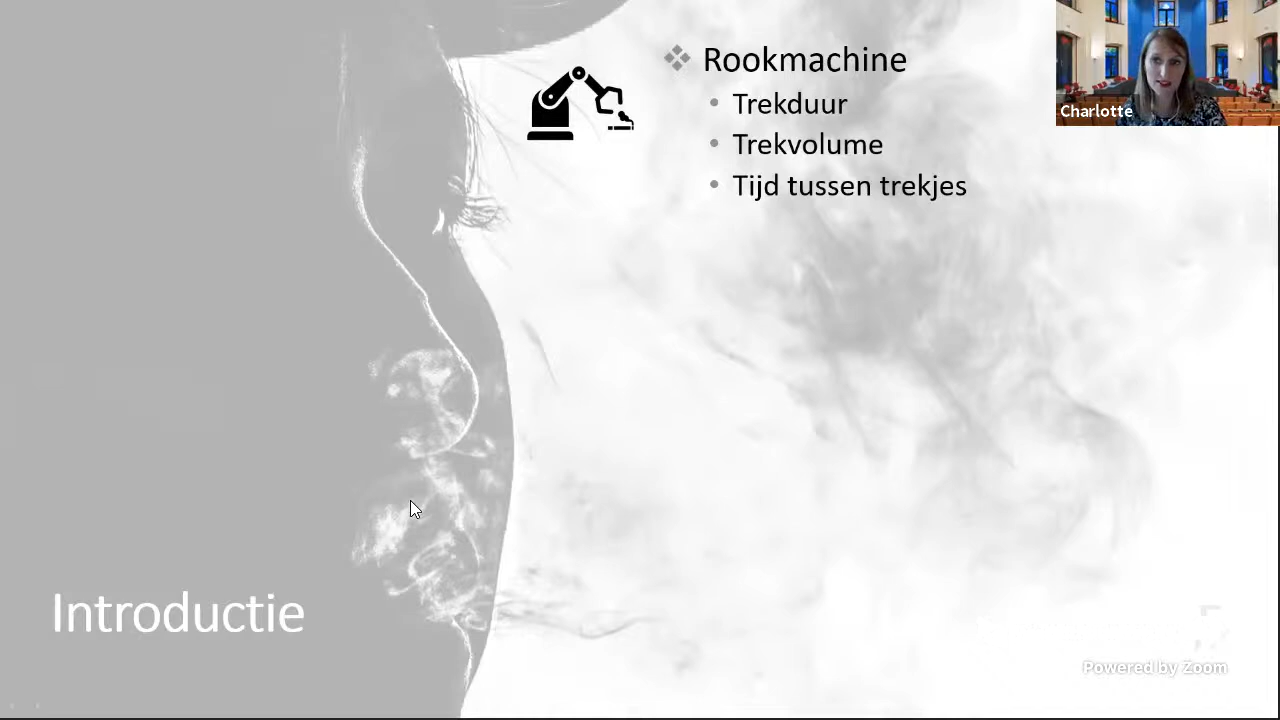 Rookmachine
Trekduur
Trekvolume
Tijd tussen trekjes
Charlotte
Introductie
Powered by Zoom